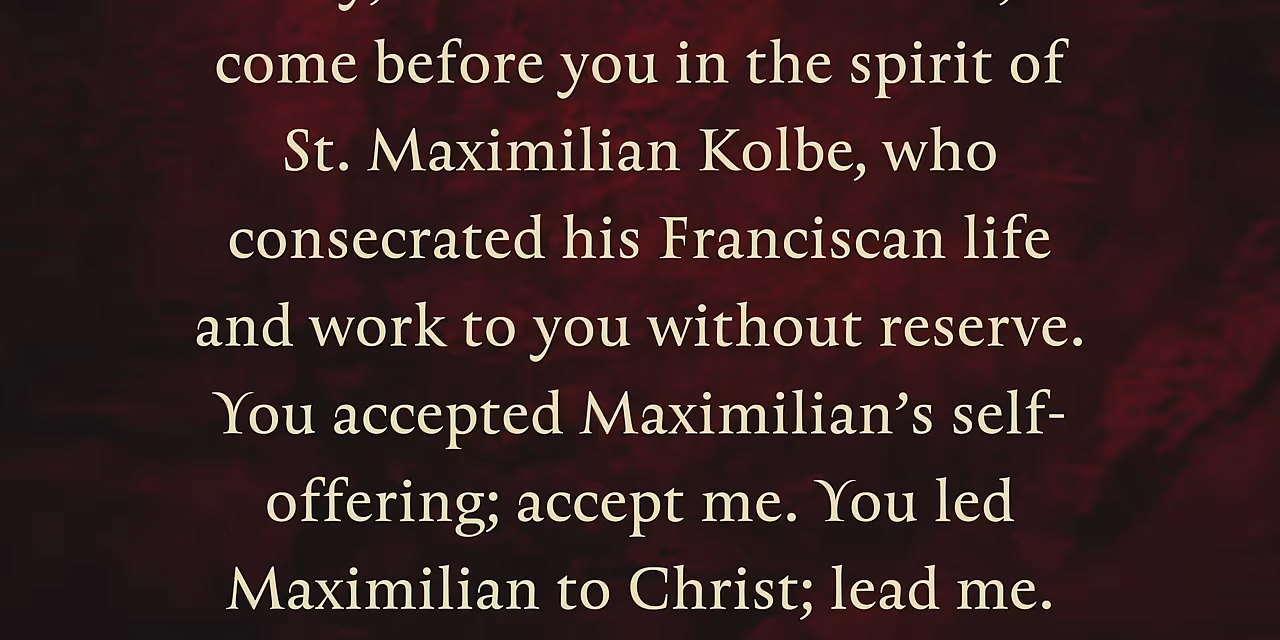 come before you in the spirit of
St. Maximilian Kolbe, who
consecrated his Franciscan life
and work to you without reserve.
You accepted Maximilian’s self-
offering; accept me. You led
Maximilian to Christ; lead me.